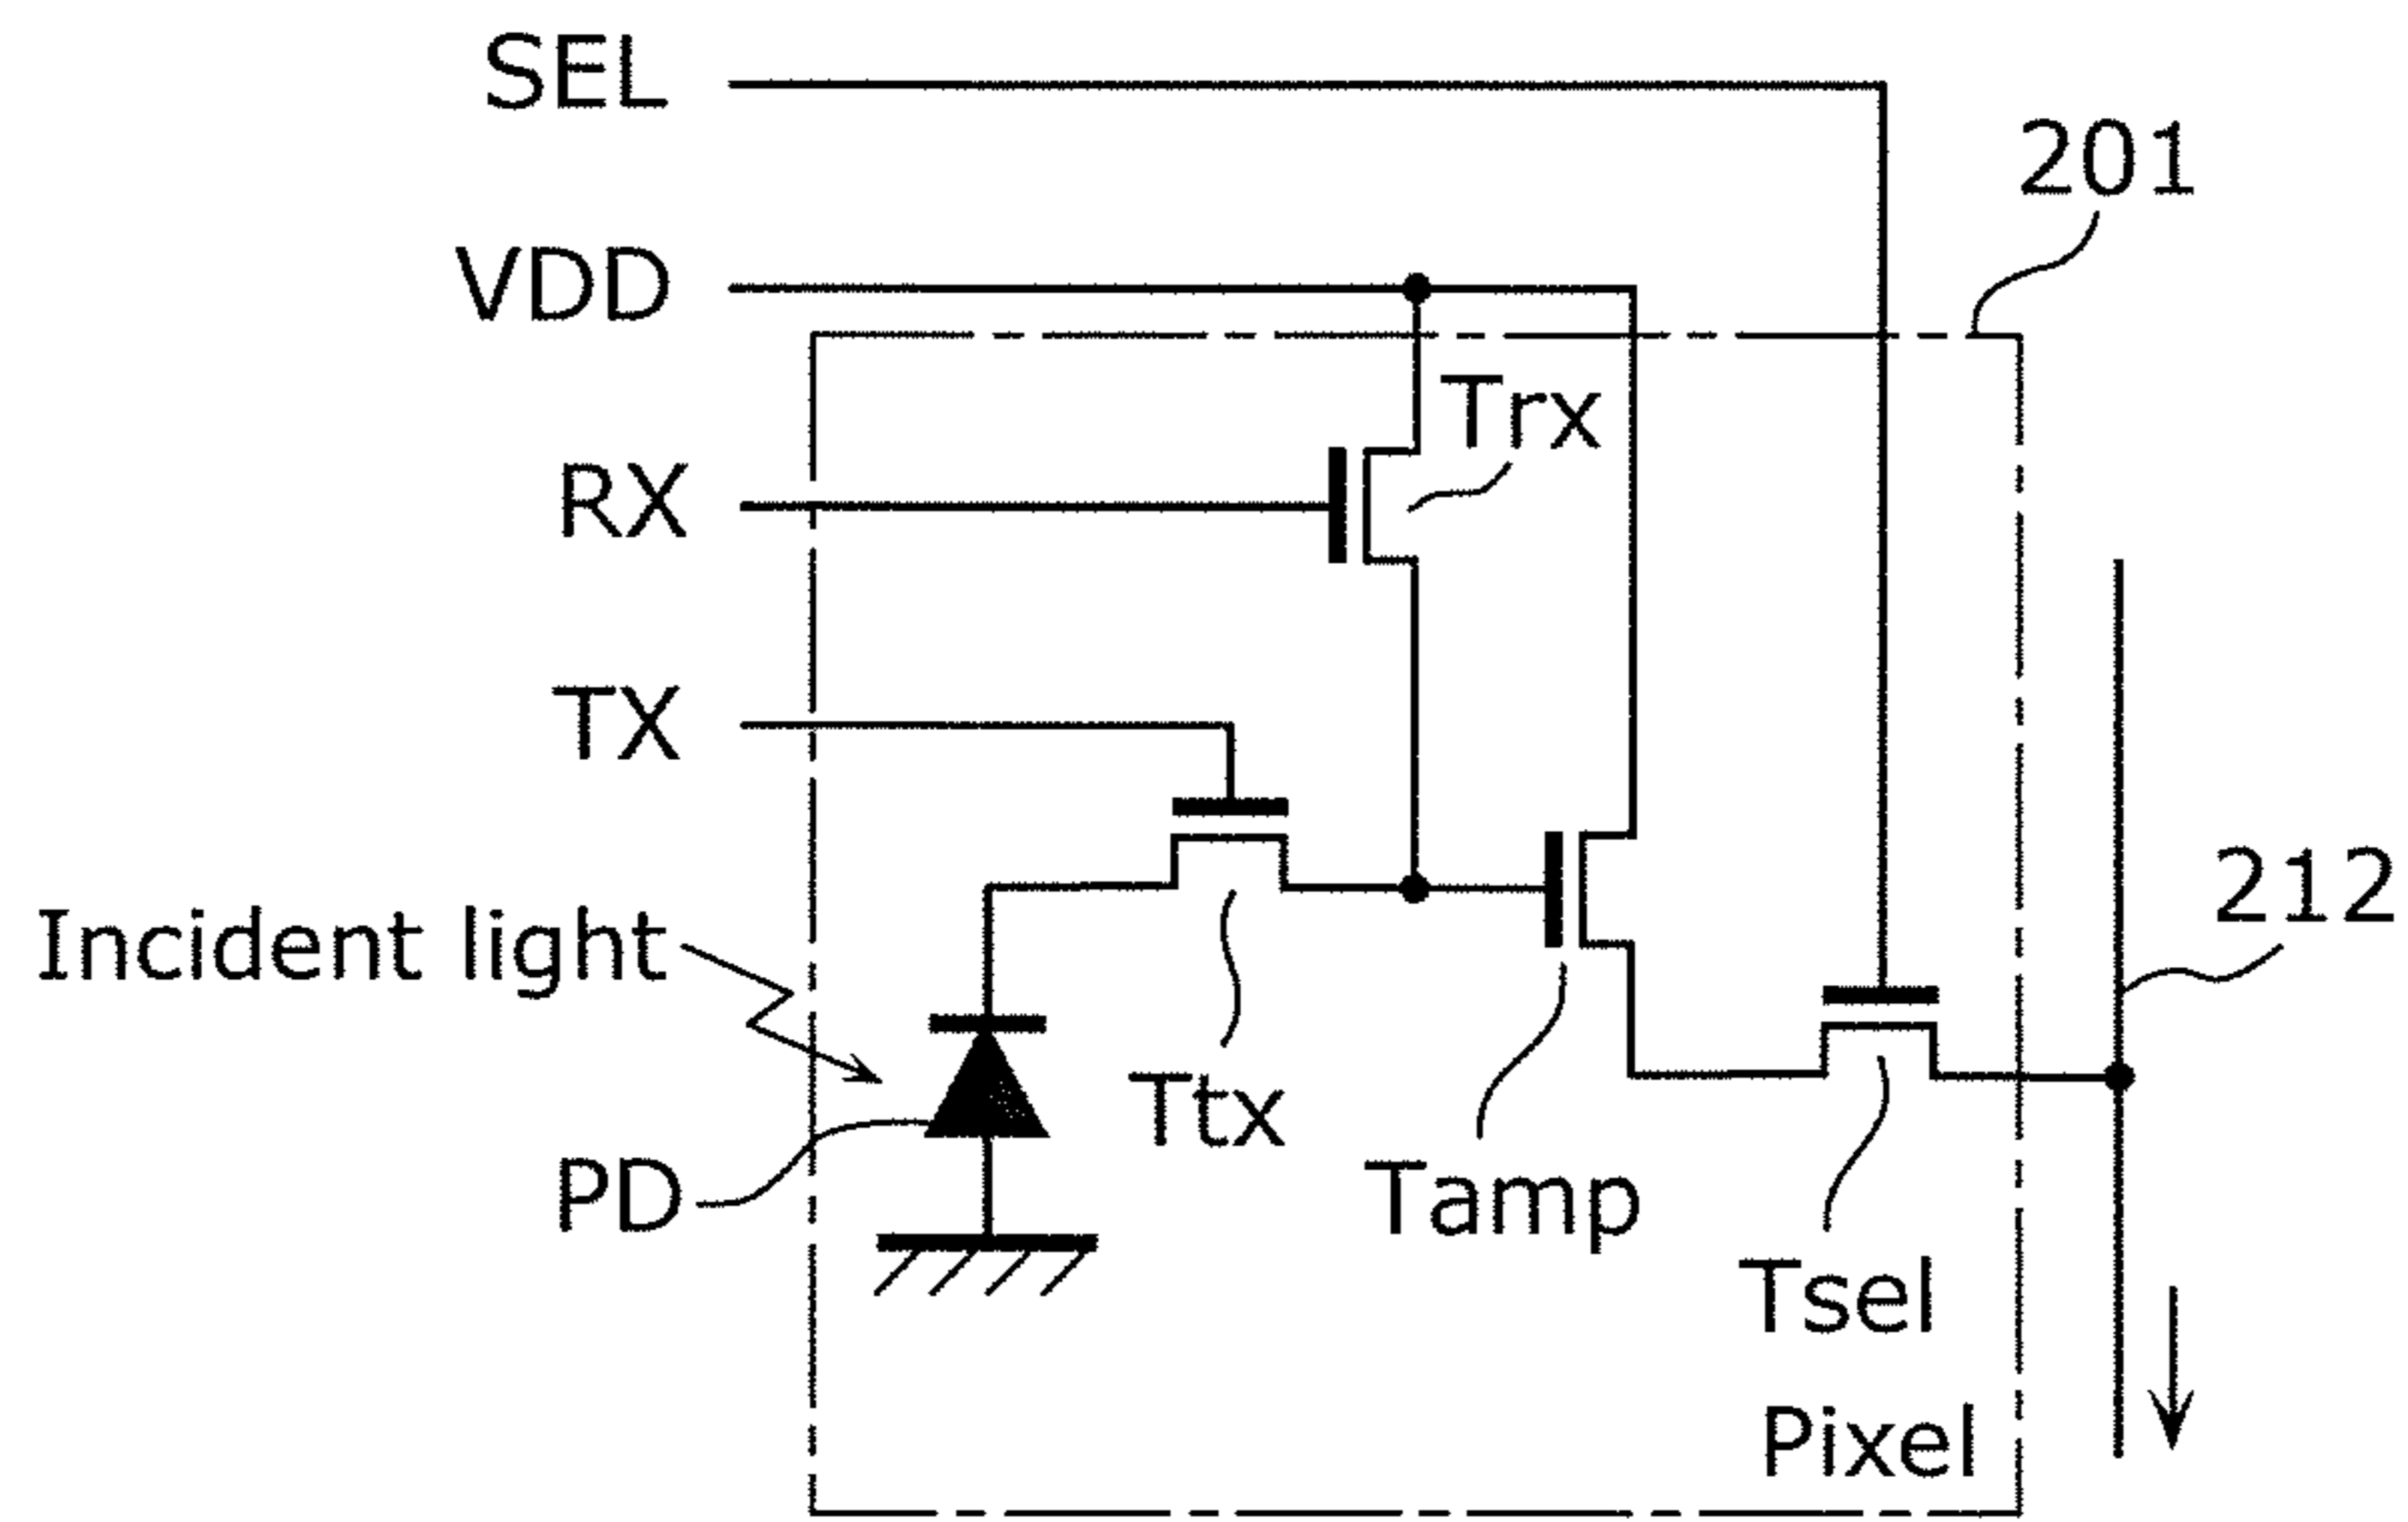 SEL
201
VDD
Trx
RX
TX
212
Incident light
Ttx
PD
Tamp
Tsel
Pixel